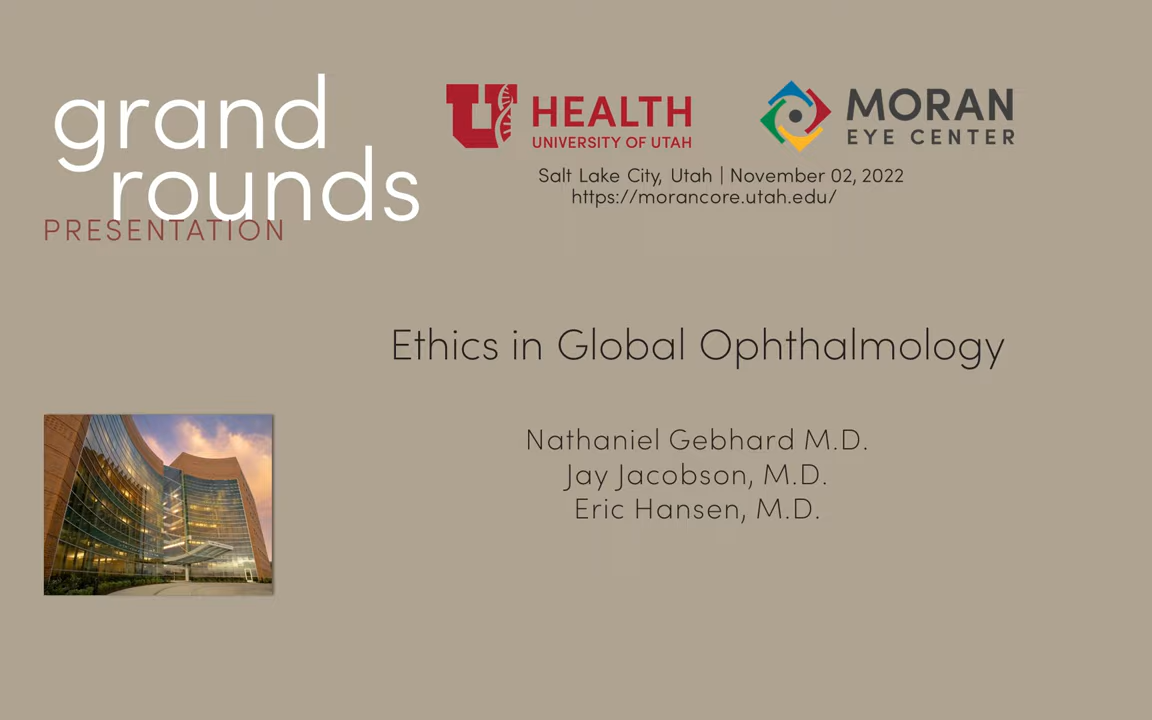 grand
rounds
PRESENTATION
U HEALTH
UNIVERSITY OF UTAH
MORAN
EYE CENTER
Salt Lake City, Utah | November 02, 2022
https://morancore.utah.edu/
Ethics in Global Ophthalmology
Nathaniel Gebhard M.D.
Jay Jacobson, M.D.
Eric Hansen, M.D.